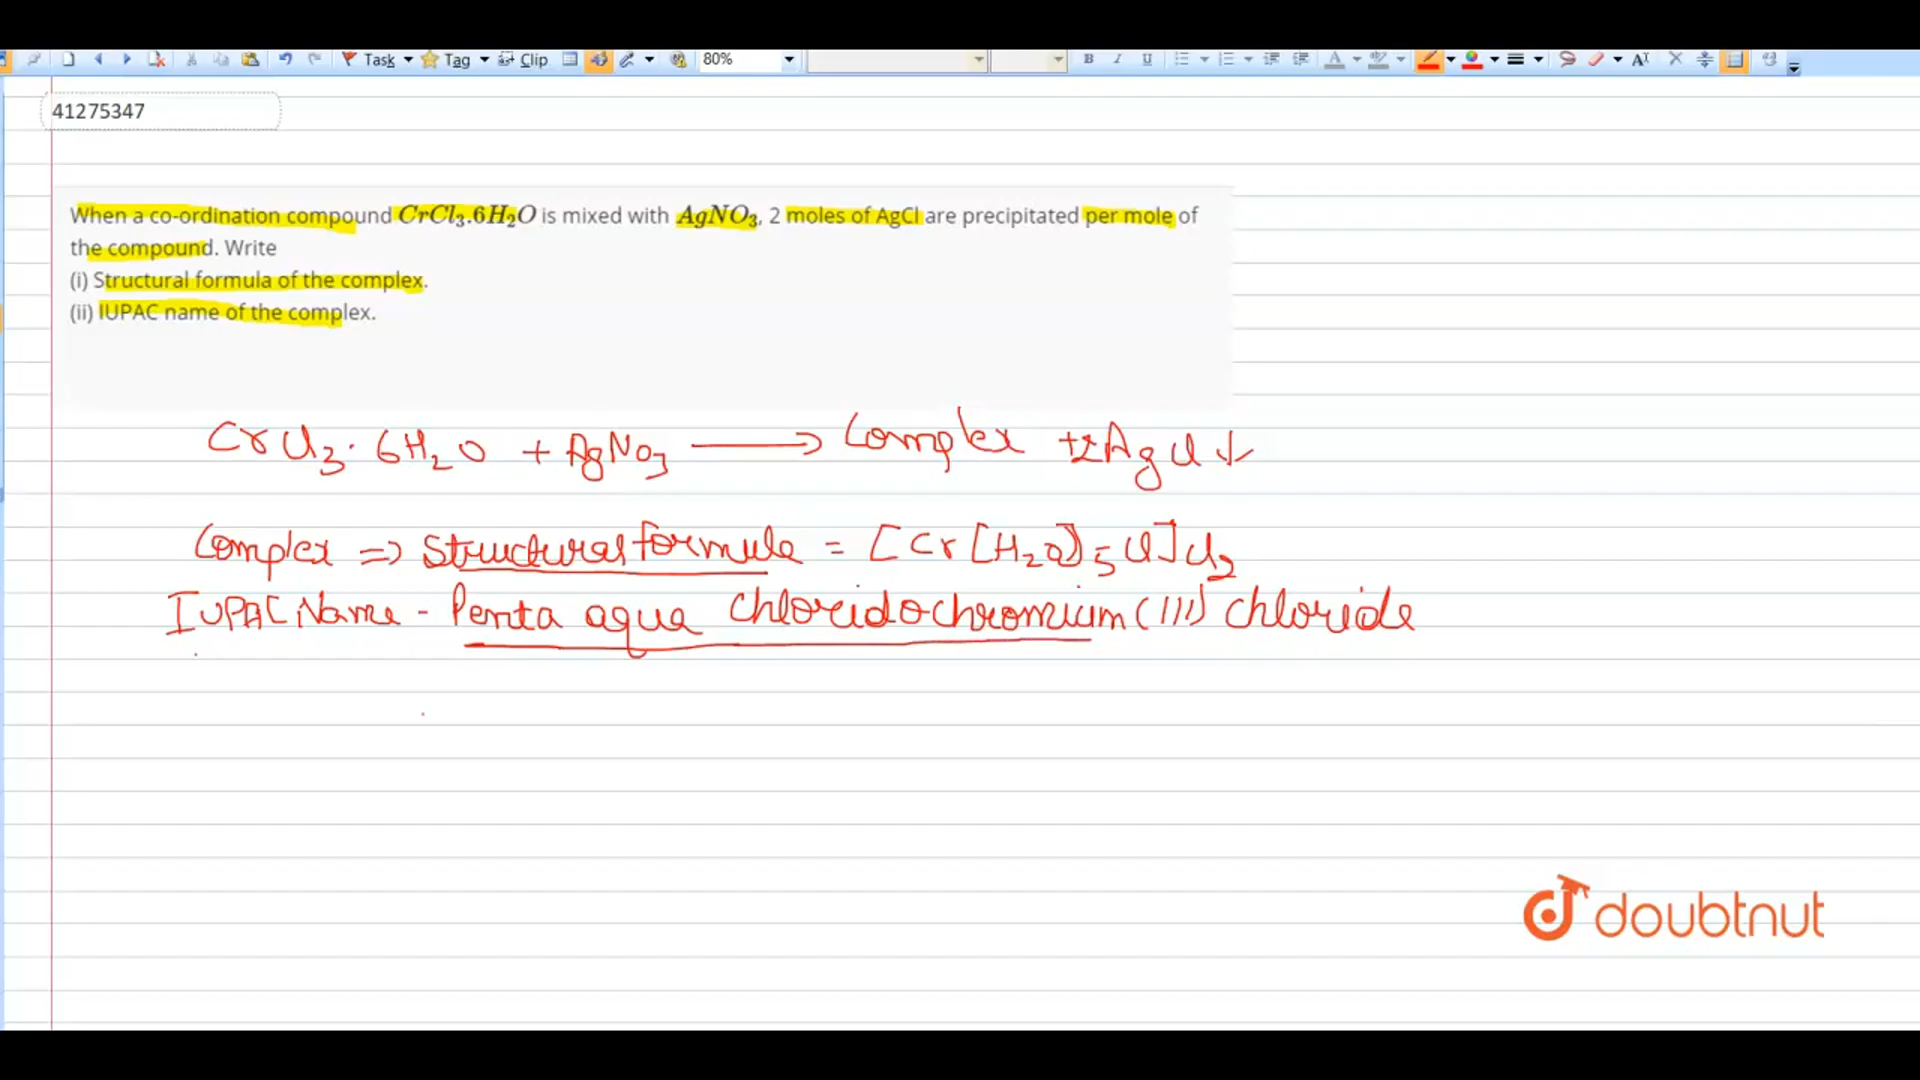 Task Tag Clip 80% B I U A
41275347
When a co-ordination compound CrCl₃.6H₂O is mixed with AgNO₃, 2 moles of AgCl are precipitated per mole of
the compound. Write
(i) Structural formula of the complex.
(ii) IUPAC name of the complex.
CrCl₃·6H₂O + AgNO₃ ⟶ Complex + 2AgCl ↓
Complex ⇒ Structural formula = [Cr[H₂O)₅Cl]Cl₂
IUPAC Name - Penta aqua chloridochromium (III) chloride
doubtnut